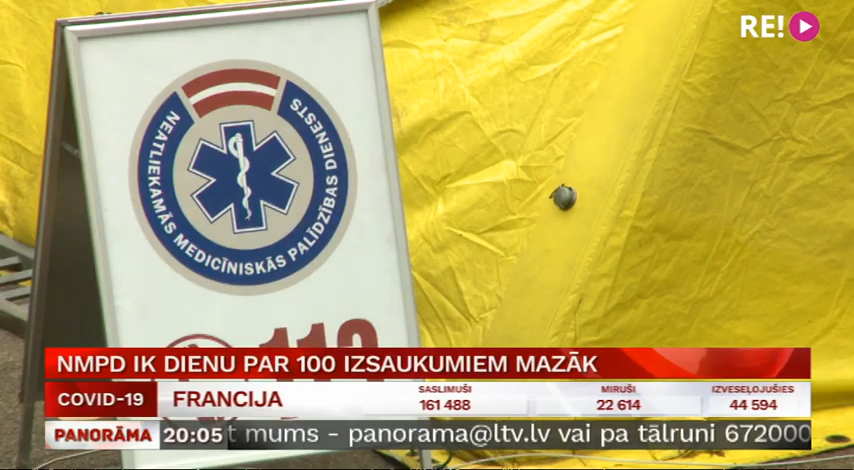 RE!
NEATLIEKAMĀS MEDICĪNISKĀS PALĪDZĪBAS DIENESTS
NMPD IK DIENU PAR 100 IZSAUKUMIEM MAZĀK
COVID-19 FRANCIJA SASLIMUŠI 161 488 MIRUŠI 22 614 IZVESEĻOJUŠIES 44 594
PANORĀMA 20:05 t mums - panorama@ltv.lv vai pa tālruni 672000